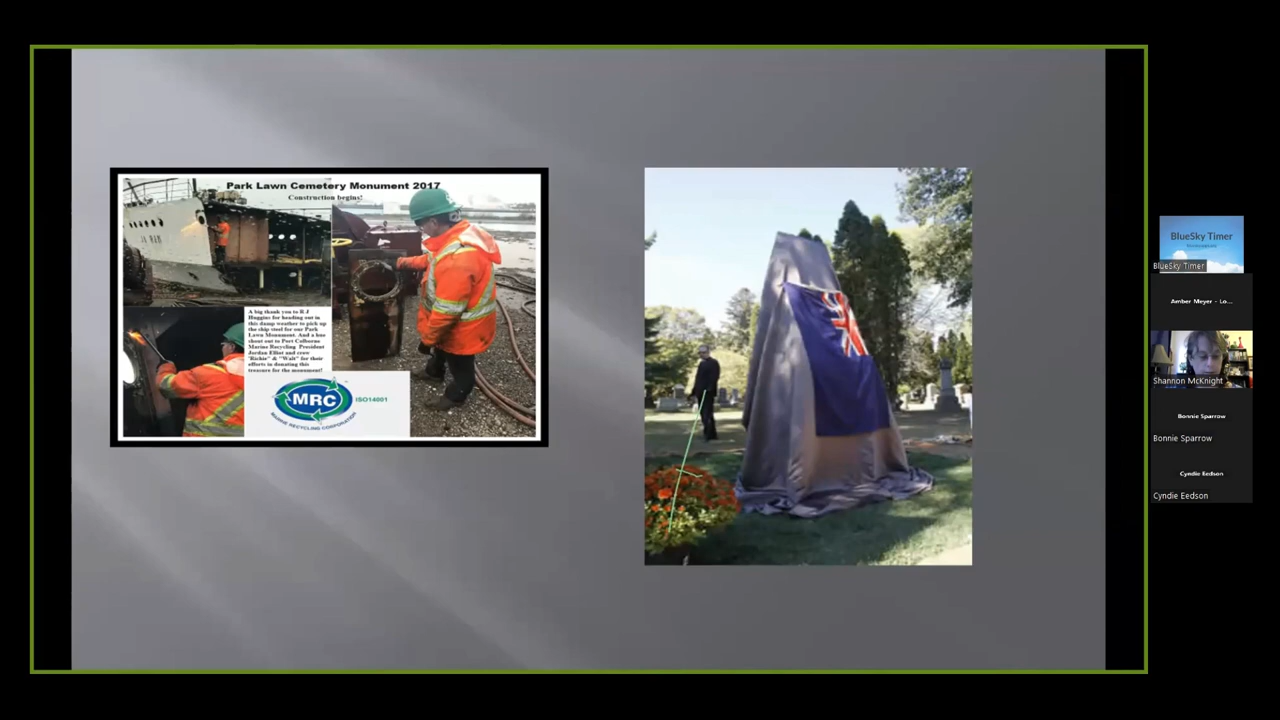 Park Lawn Cemetery Monument 2017
Construction begins!
A big thank you to R J
Huggins for heading out in
this damp weather to pick up
the ship steel for our Park
Lawn Monument. And a huge
shout out to Port Colborne
Marine Recycling President
Jordan Elliot and crew
"Richie" & "Walt" for their
efforts in donating this
treasure for the monument!
MRC
ISO14001
MARINE RECYCLING CORPORATION
BlueSky Timer
BlueSky Timer
Amber Meyer - Lo...
Shannon McKnight
Bonnie Sparrow
Bonnie Sparrow
Cyndie Eedson
Cyndie Eedson